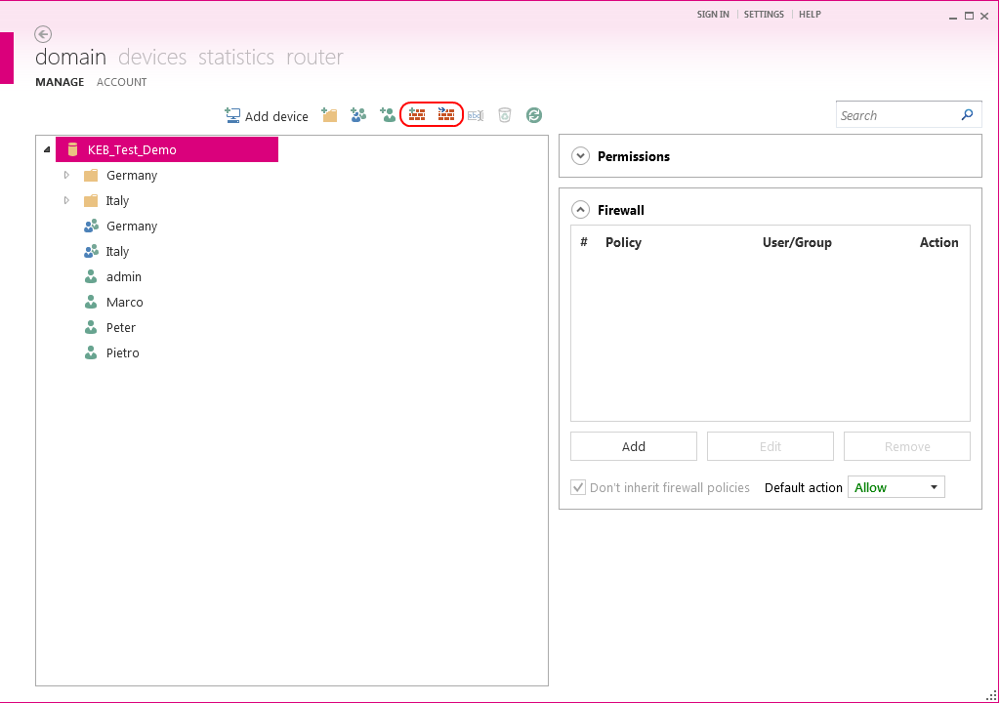 SIGN IN SETTINGS HELP
domain devices statistics router
MANAGE ACCOUNT
Add device
Search
KEB_Test_Demo
Germany
Italy
Germany
Italy
admin
Marco
Peter
Pietro
Permissions
Firewall
# Policy User/Group Action
Add Edit Remove
Don't inherit firewall policies Default action Allow